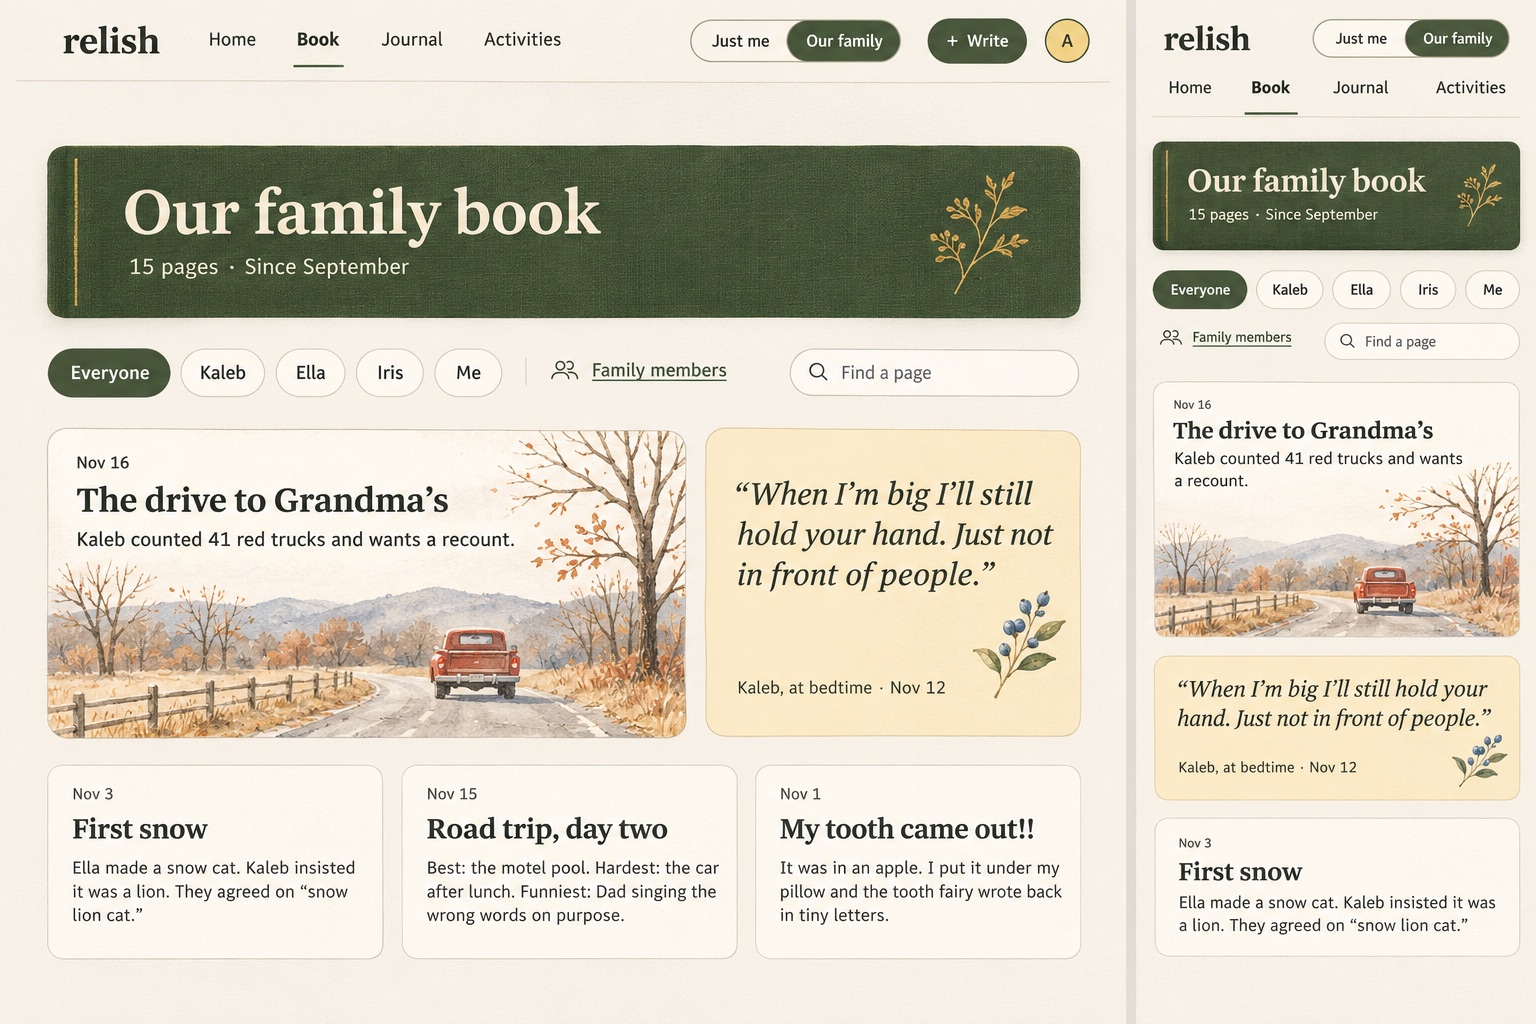 relish
Home
Book
Journal
Activities
Just me
Our family
+ Write
A
Our family book
15 pages · Since September
Everyone
Kaleb
Ella
Iris
Me
Family members
Find a page
Nov 16
The drive to Grandma’s
Kaleb counted 41 red trucks and wants a recount.
“When I’m big I’ll still
hold your hand. Just not
in front of people.”
Kaleb, at bedtime · Nov 12
Nov 3
First snow
Ella made a snow cat. Kaleb insisted
it was a lion. They agreed on “snow
lion cat.”
Nov 15
Road trip, day two
Best: the motel pool. Hardest: the car
after lunch. Funniest: Dad singing the
wrong words on purpose.
Nov 1
My tooth came out!!
It was in an apple. I put it under my
pillow and the tooth fairy wrote back
in tiny letters.
relish
Just me
Our family
Home
Book
Journal
Activities
Our family book
15 pages · Since September
Everyone
Kaleb
Ella
Iris
Me
Family members
Find a page
Nov 16
The drive to Grandma’s
Kaleb counted 41 red trucks and wants
a recount.
“When I’m big I’ll still hold your
hand. Just not in front of people.”
Kaleb, at bedtime · Nov 12
Nov 3
First snow
Ella made a snow cat. Kaleb insisted it was
a lion. They agreed on “snow lion cat.”